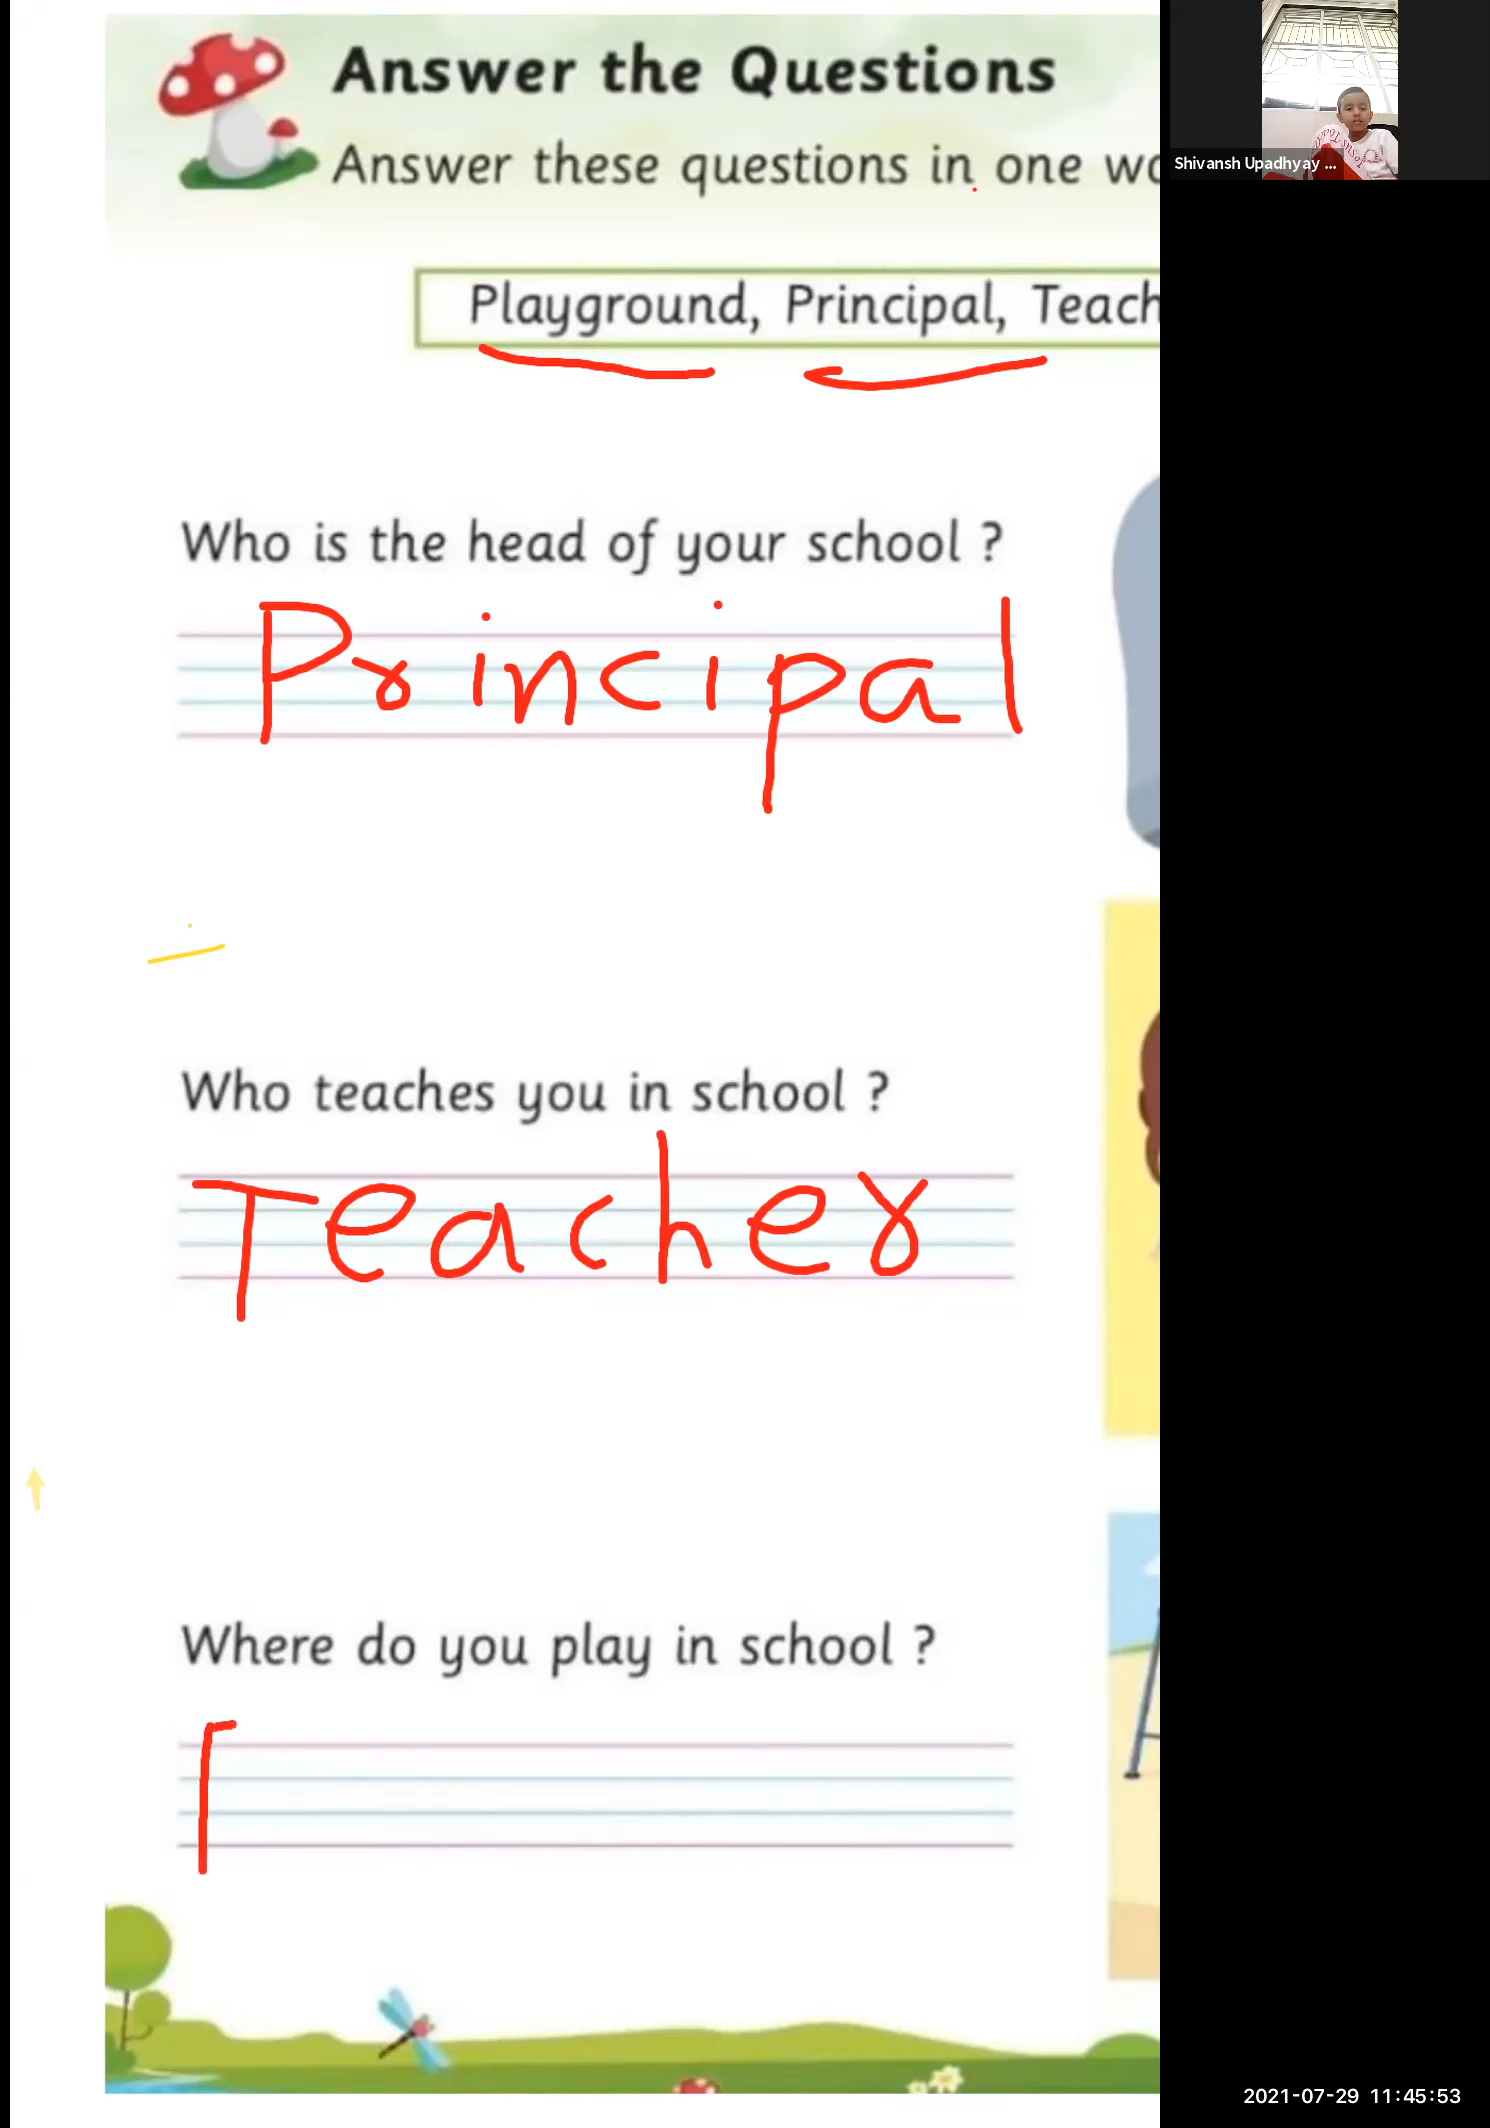 Answer the Questions
Answer these questions in one
Playground, Principal,
Who is the head of your school ?
Principal
Who teaches you in school ?
Teacher
Where do you play in school ?
Shivansh Upadhyay ...
2021-07-29 11:45:53